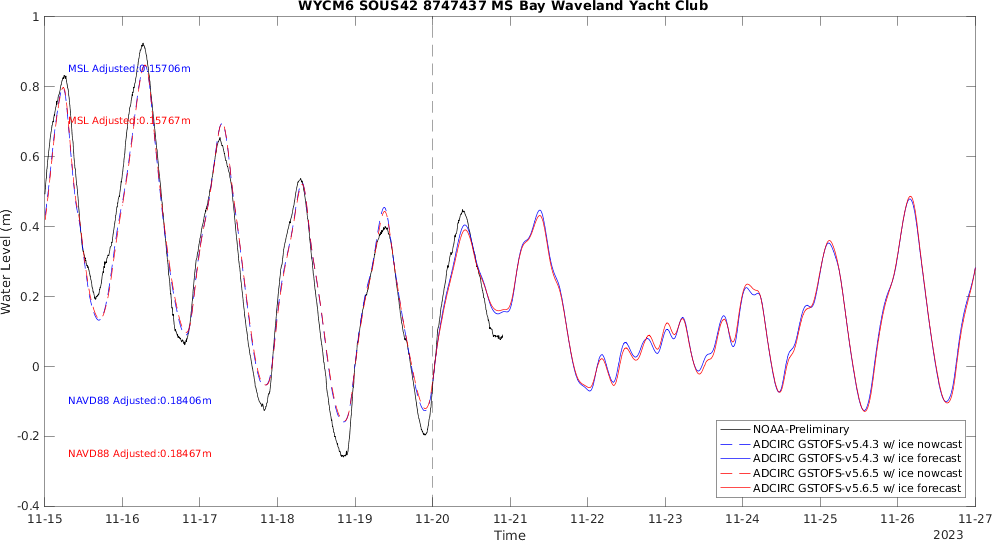 WYCM6 SOUS42 8747437 MS Bay Waveland Yacht Club
Water Level (m)
1
0.8
0.6
0.4
0.2
0
-0.2
-0.4
MSL Adjusted:0.15706m
MSL Adjusted:0.15767m
NAVD88 Adjusted:0.18406m
NAVD88 Adjusted:0.18467m
NOAA-Preliminary
ADCIRC GSTOFS-v5.4.3 w/ ice nowcast
ADCIRC GSTOFS-v5.4.3 w/ ice forecast
ADCIRC GSTOFS-v5.6.5 w/ ice nowcast
ADCIRC GSTOFS-v5.6.5 w/ ice forecast
11-15 11-16 11-17 11-18 11-19 11-20 11-21 11-22 11-23 11-24 11-25 11-26 11-27
Time
2023